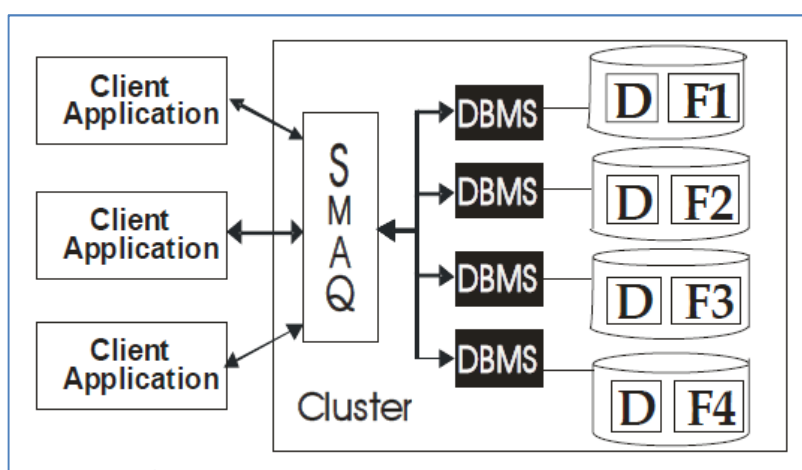 Client
Application
Client
Application
Client
Application
S
M
A
Q
DBMS
DBMS
DBMS
DBMS
D F1
D F2
D F3
D F4
Cluster